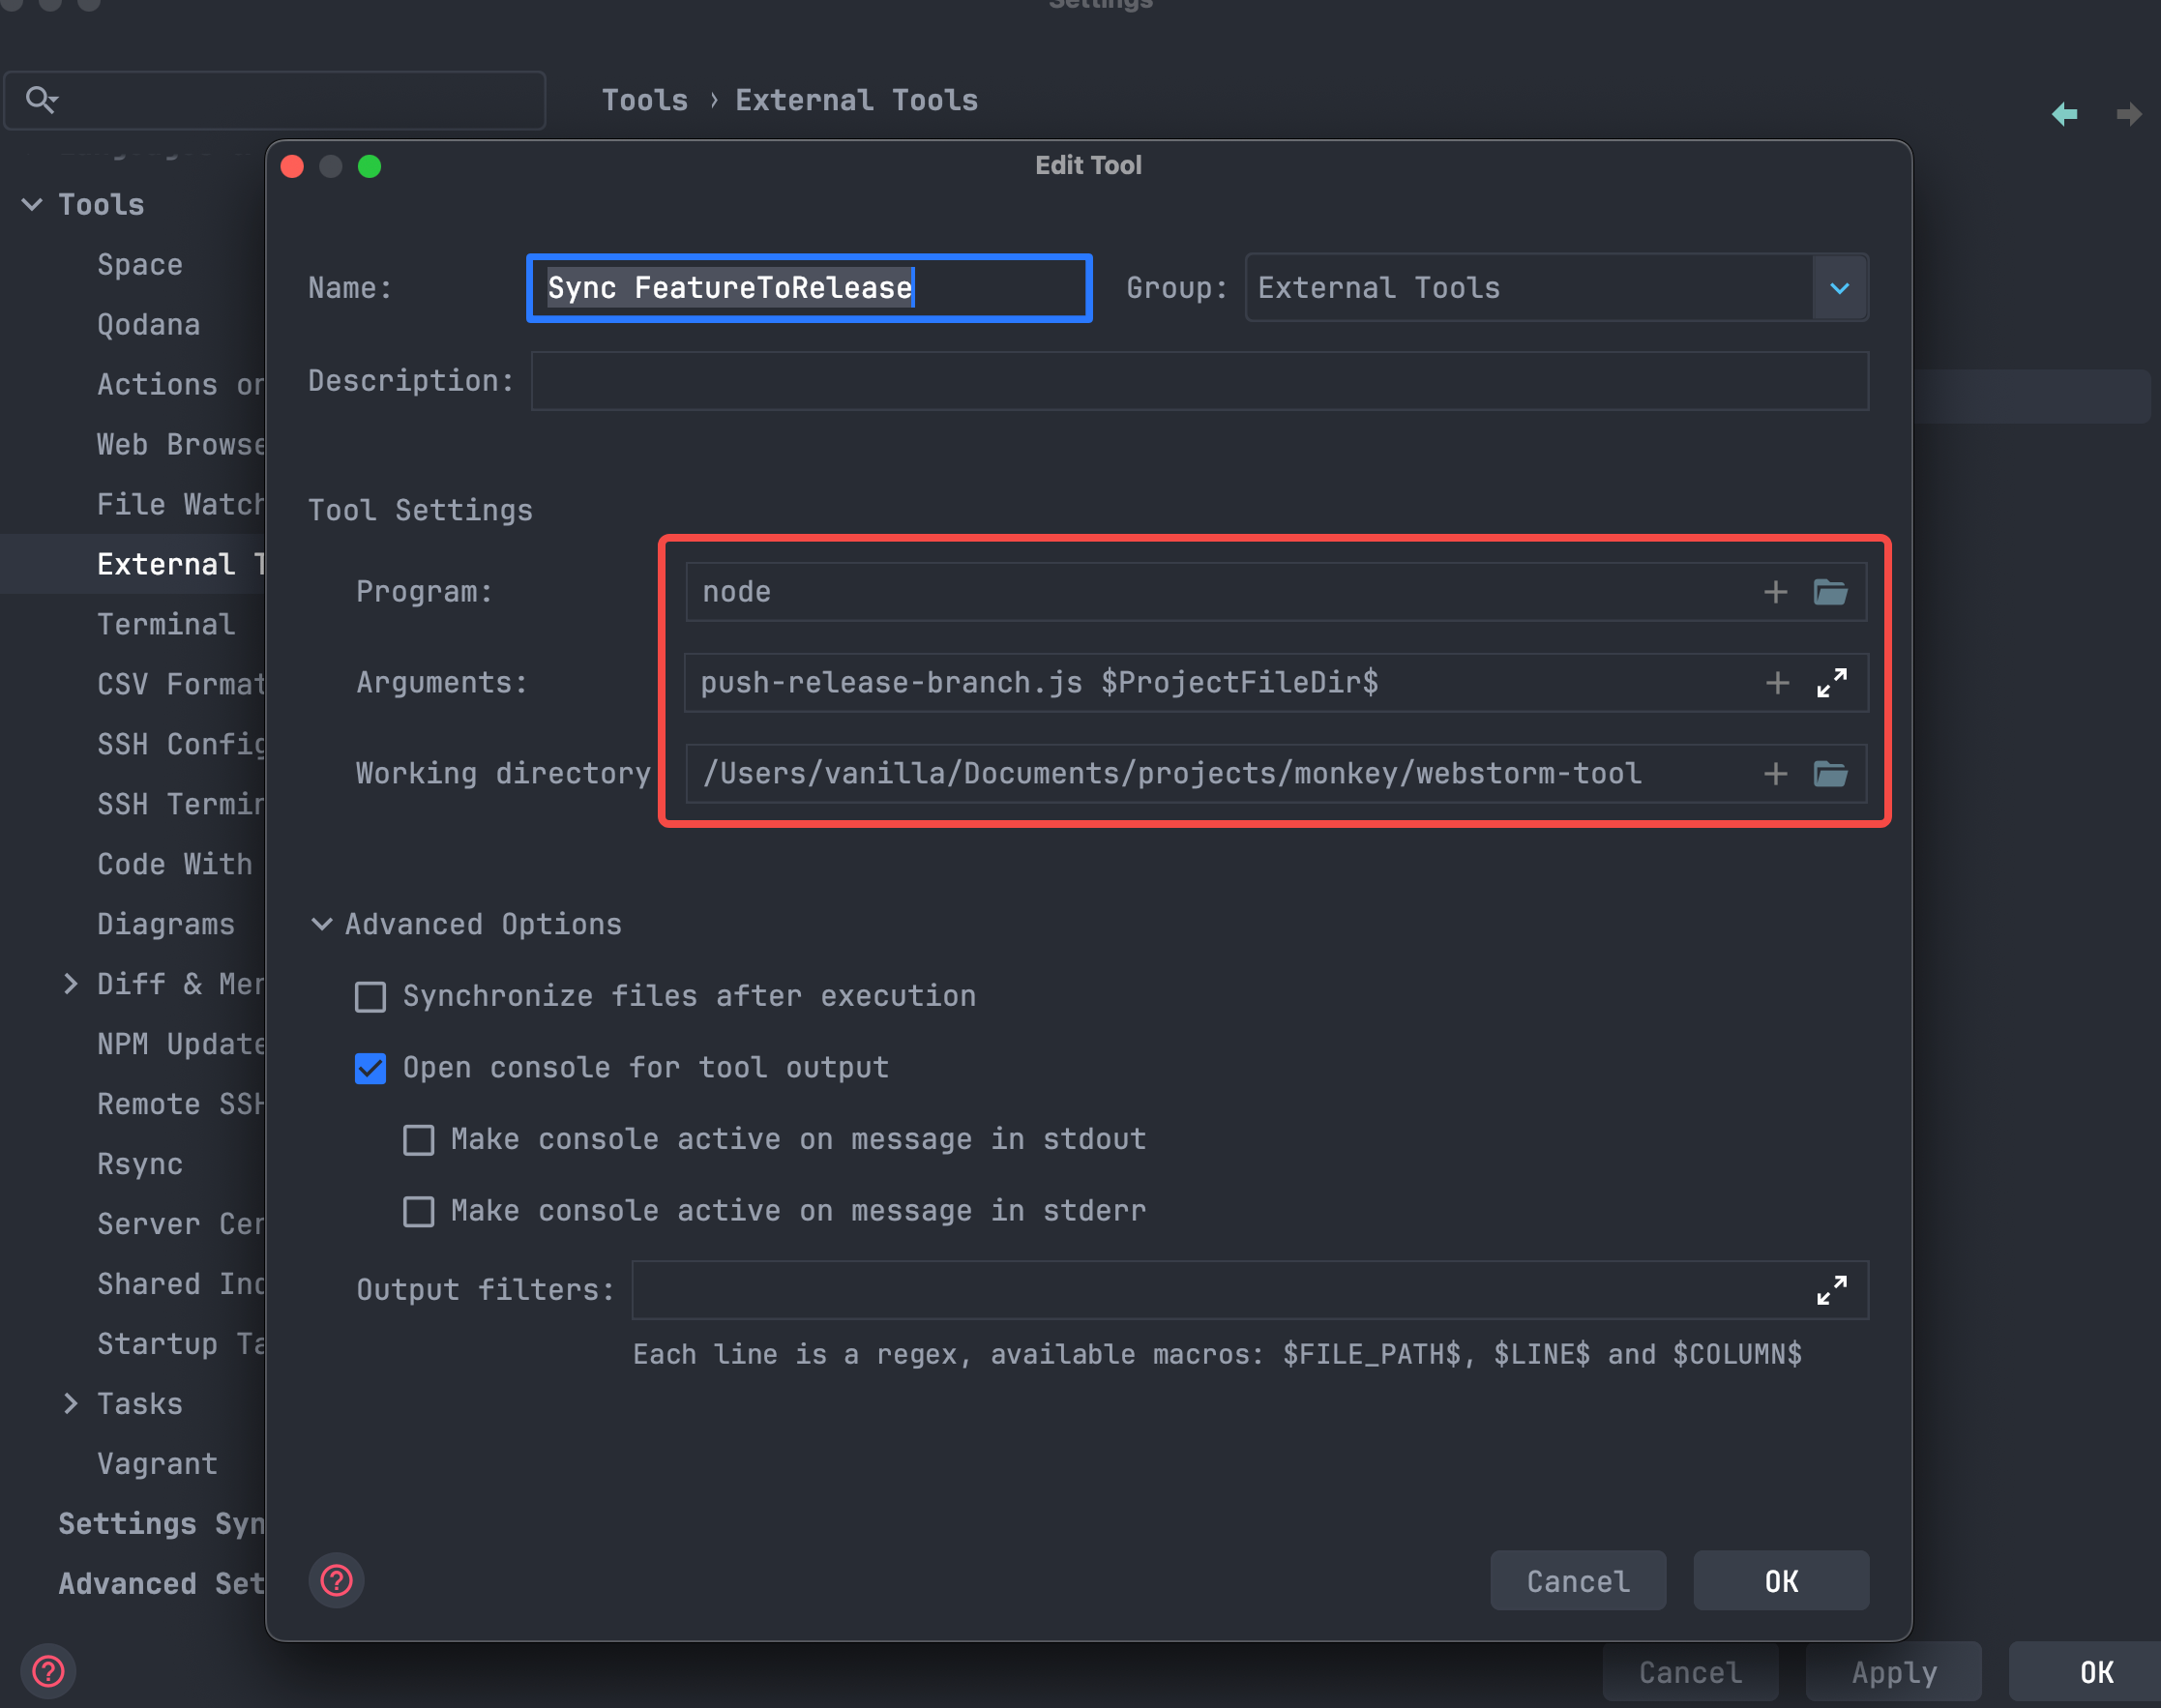 Settings
Tools › External Tools
Tools
Space
Qodana
Actions on
Web Browse
File Watch
External T
Terminal
CSV Format
SSH Config
SSH Termin
Code With
Diagrams
Diff & Mer
NPM Update
Remote SSH
Rsync
Server Cer
Shared Ind
Startup Ta
Tasks
Vagrant
Settings Syn
Advanced Set
Edit Tool
Name: Sync FeatureToRelease Group: External Tools
Description:
Tool Settings
Program: node
Arguments: push-release-branch.js $ProjectFileDir$
Working directory /Users/vanilla/Documents/projects/monkey/webstorm-tool
Advanced Options
Synchronize files after execution
Open console for tool output
Make console active on message in stdout
Make console active on message in stderr
Output filters:
Each line is a regex, available macros: $FILE_PATH$, $LINE$ and $COLUMN$
Cancel OK
Cancel Apply OK